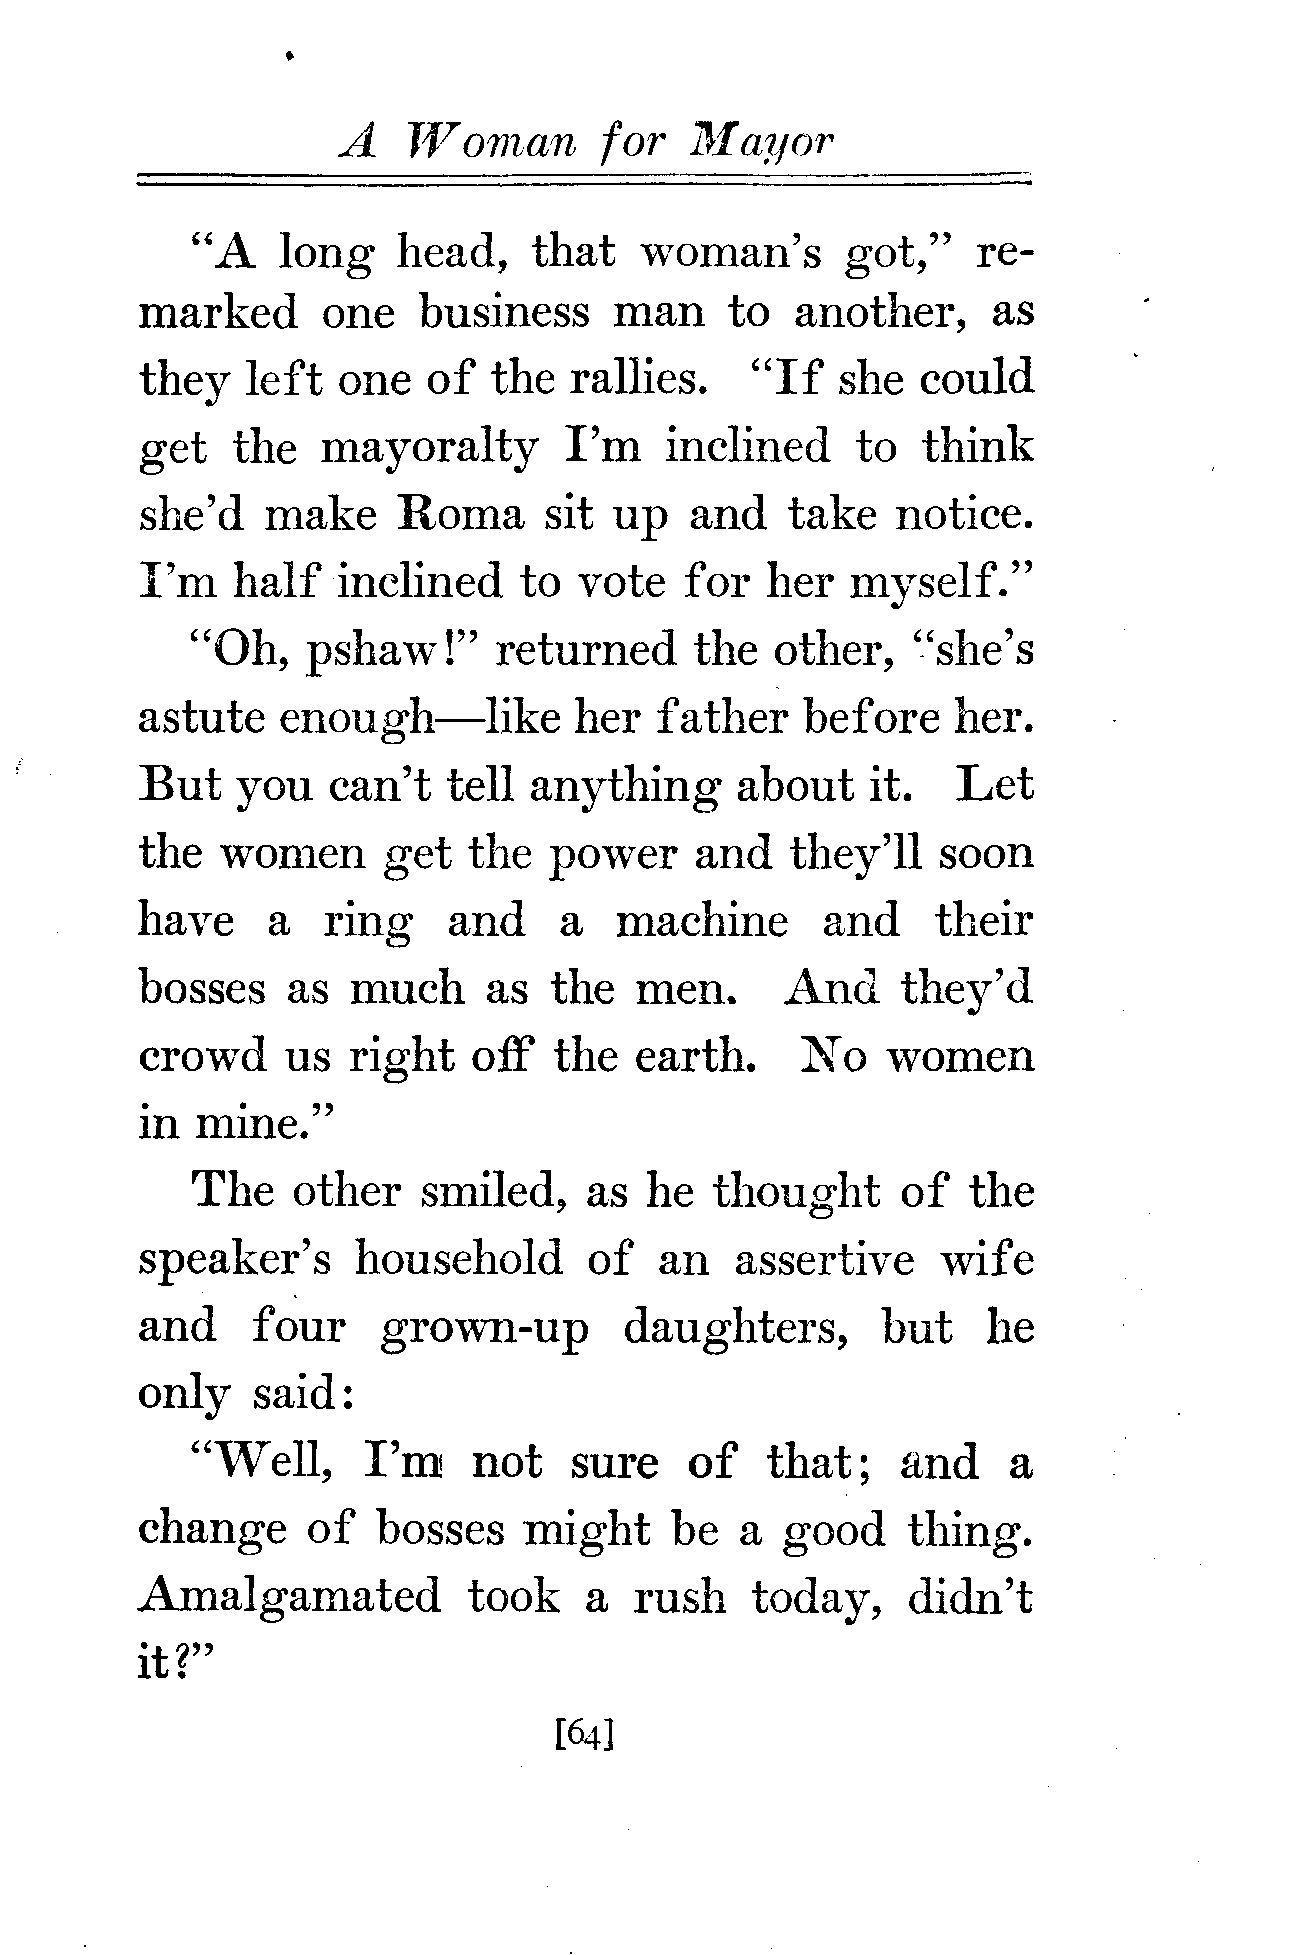 A Woman for Mayor
“A long head, that woman’s got,” re-
marked one business man to another, as
they left one of the rallies. “If she could
get the mayoralty I’m inclined to think
she’d make Roma sit up and take notice.
I’m half inclined to vote for her myself.”
“Oh, pshaw!” returned the other, “she’s
astute enough—like her father before her.
But you can’t tell anything about it. Let
the women get the power and they’ll soon
have a ring and a machine and their
bosses as much as the men. And they’d
crowd us right off the earth. No women
in mine.”
The other smiled, as he thought of the
speaker’s household of an assertive wife
and four grown-up daughters, but he
only said:
“Well, I’m not sure of that; and a
change of bosses might be a good thing.
Amalgamated took a rush today, didn’t
it?”
[64]